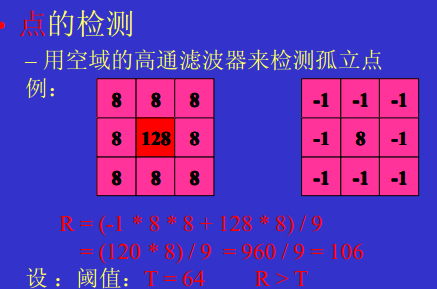 • 点的检测
– 用空域的高通滤波器来检测孤立点
例：
8 8 8 -1 -1 -1
8 128 8 -1 8 -1
8 8 8 -1 -1 -1
R = (-1 * 8 * 8 + 128 * 8) / 9
= (120 * 8) / 9 = 960 / 9 = 106
设： 阈值： T = 64 R > T